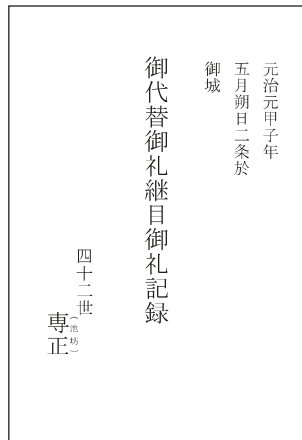 元治元甲子年
五月朔日二条於
御城
御代替御礼継目御礼記録
四十二世
専正
（池坊）